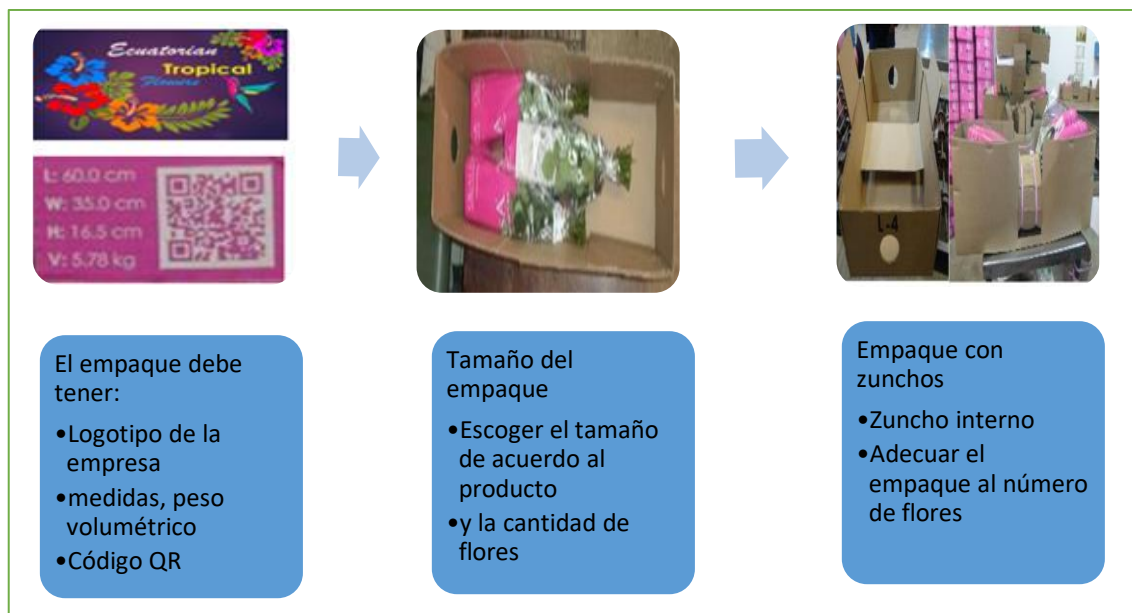 Ecuatorian
Tropical
Flowers
L: 60.0 cm
W: 35.0 cm
H: 16.5 cm
V: 5.78 kg
L-4
El empaque debe
tener:
•Logotipo de la
empresa
•medidas, peso
volumétrico
•Código QR
Tamaño del
empaque
•Escoger el tamaño
de acuerdo al
producto
•y la cantidad de
flores
Empaque con
zunchos
•Zuncho interno
•Adecuar el
empaque al número
de flores